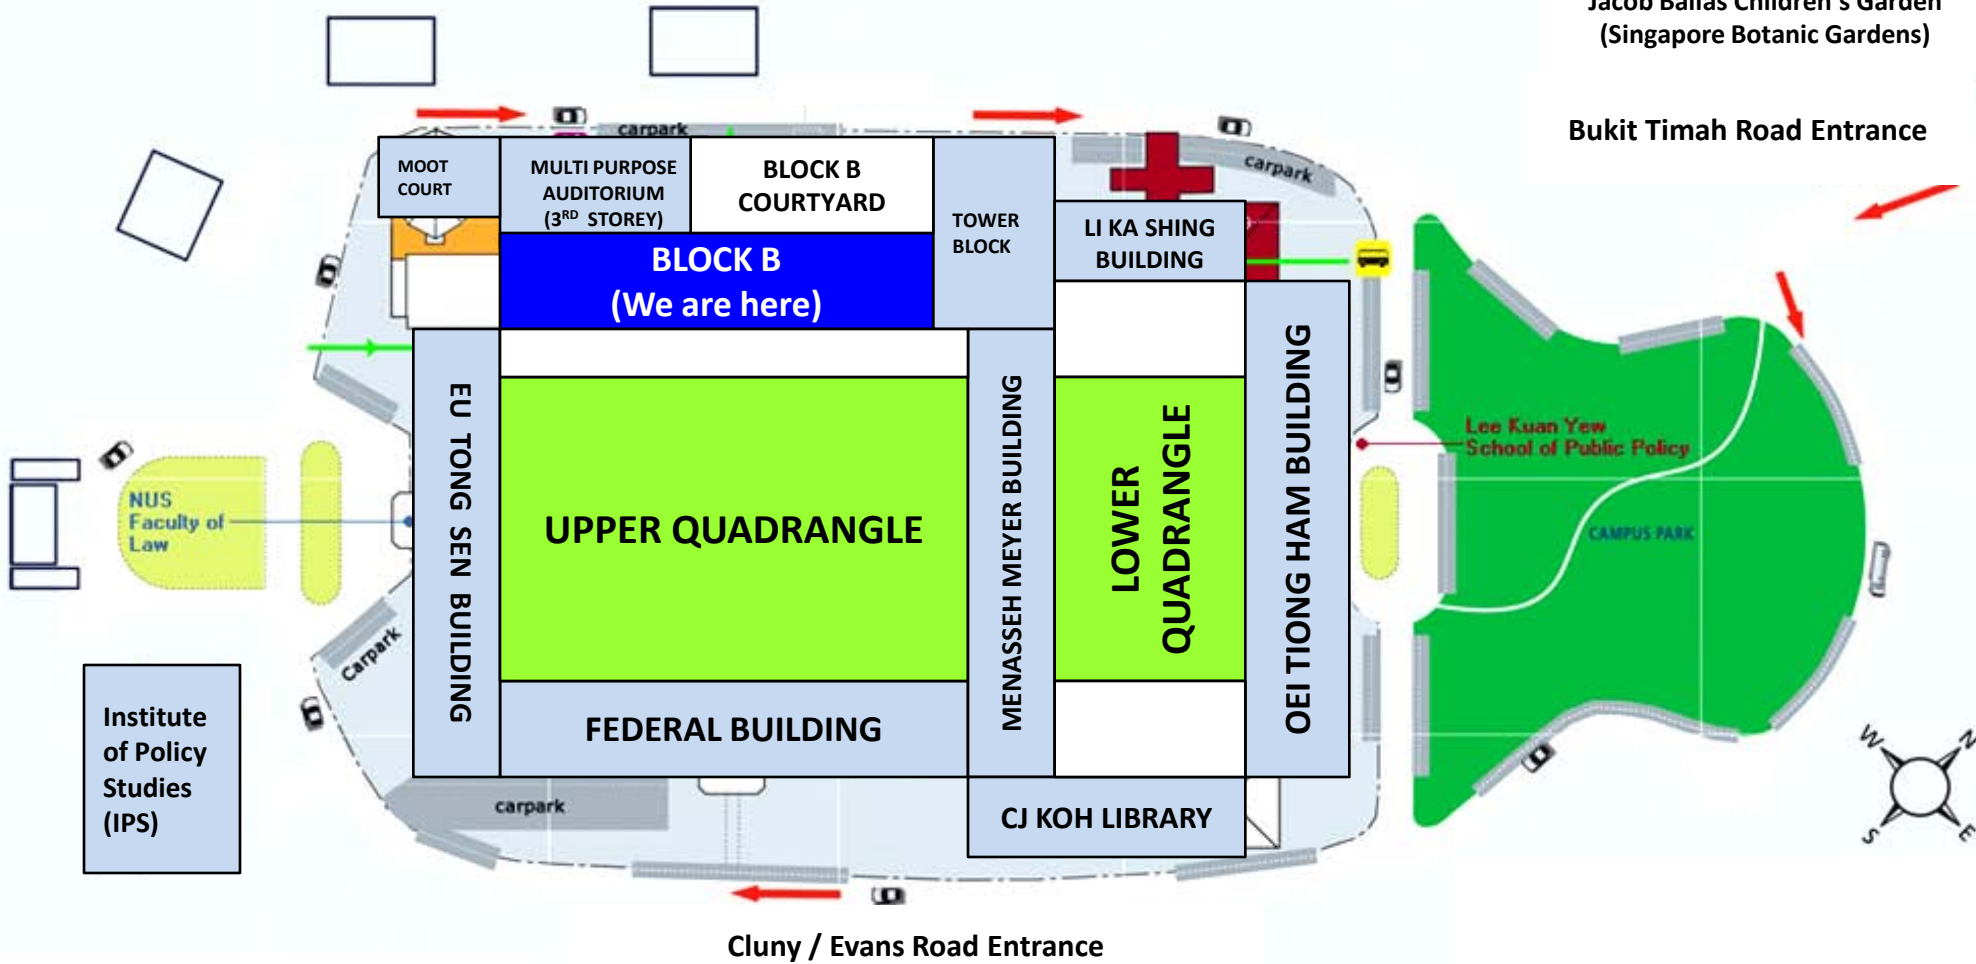 Jacob Ballas Children's Garden
(Singapore Botanic Gardens)
Bukit Timah Road Entrance
carpark
carpark
MOOT
COURT
MULTI PURPOSE
AUDITORIUM
(3RD STOREY)
BLOCK B
COURTYARD
TOWER
BLOCK
LI KA SHING
BUILDING
BLOCK B
(We are here)
EU TONG SEN BUILDING
UPPER QUADRANGLE
MENASSEH MEYER BUILDING
LOWER
QUADRANGLE
OEI TIONG HAM BUILDING
Lee Kuan Yew
School of Public Policy
CAMPUS PARK
NUS
Faculty of
Law
Carpark
Institute
of Policy
Studies
(IPS)
FEDERAL BUILDING
carpark
CJ KOH LIBRARY
W
N
S
E
Cluny / Evans Road Entrance